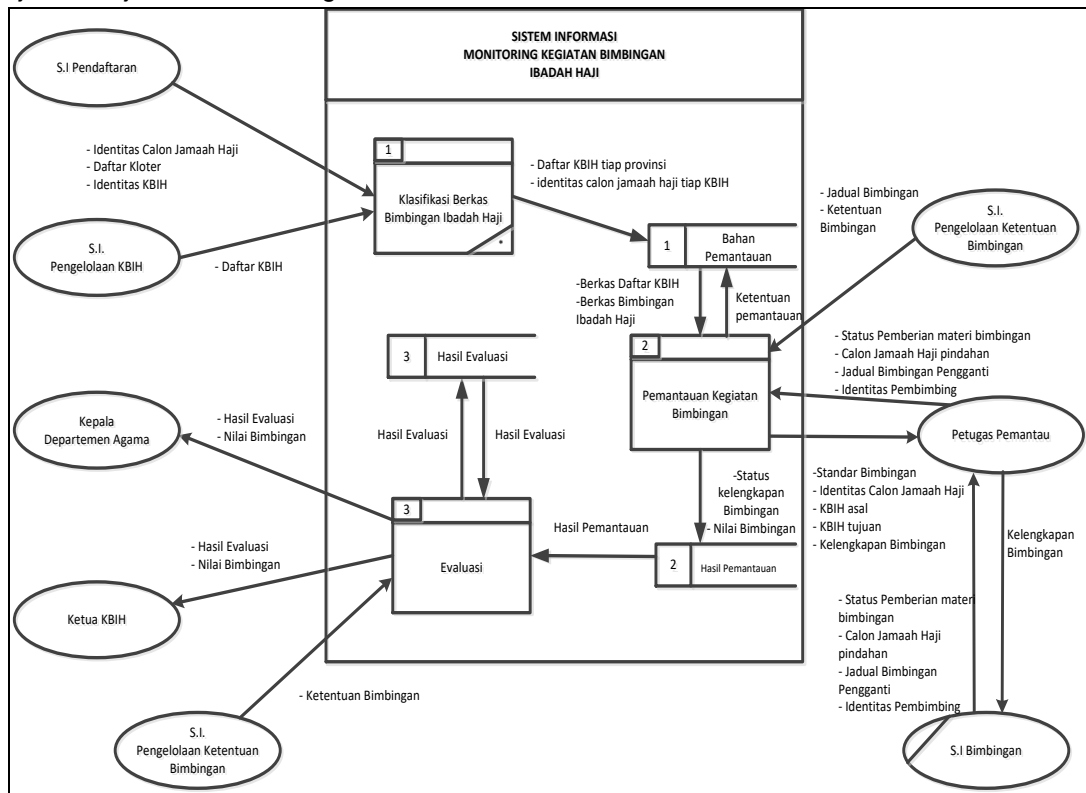 SISTEM INFORMASI
MONITORING KEGIATAN BIMBINGAN
IBADAH HAJI
S.I Pendaftaran
- Identitas Calon Jamaah Haji
- Daftar Kloter
- Identitas KBIH
1
Klasifikasi Berkas
Bimbingan Ibadah Haji
- Daftar KBIH tiap provinsi
- identitas calon jamaah haji tiap KBIH
- Jadual Bimbingan
- Ketentuan
Bimbingan
S.I.
Pengelolaan Ketentuan
Bimbingan
S.I.
Pengelolaan KBIH
- Daftar KBIH
1
Bahan
Pemantauan
-Berkas Daftar KBIH
-Berkas Bimbingan
Ibadah Haji
Ketentuan
pemantauan
3
Hasil Evaluasi
2
Pemantauan Kegiatan
Bimbingan
- Status Pemberian materi bimbingan
- Calon Jamaah Haji pindahan
- Jadual Bimbingan Pengganti
- Identitas Pembimbing
Kepala
Departemen Agama
- Hasil Evaluasi
- Nilai Bimbingan
Hasil Evaluasi
Hasil Evaluasi
Petugas Pemantau
-Status
kelengkapan
Bimbingan
- Nilai Bimbingan
-Standar Bimbingan
- Identitas Calon Jamaah Haji
- KBIH asal
- KBIH tujuan
- Kelengkapan Bimbingan
Kelengkapan
Bimbingan
3
Evaluasi
Hasil Pemantauan
2
Hasil Pemantauan
- Hasil Evaluasi
- Nilai Bimbingan
Ketua KBIH
- Status Pemberian materi
bimbingan
- Calon Jamaah Haji
pindahan
- Jadual Bimbingan
Pengganti
- Identitas Pembimbing
- Ketentuan Bimbingan
S.I.
Pengelolaan Ketentuan
Bimbingan
S.I Bimbingan